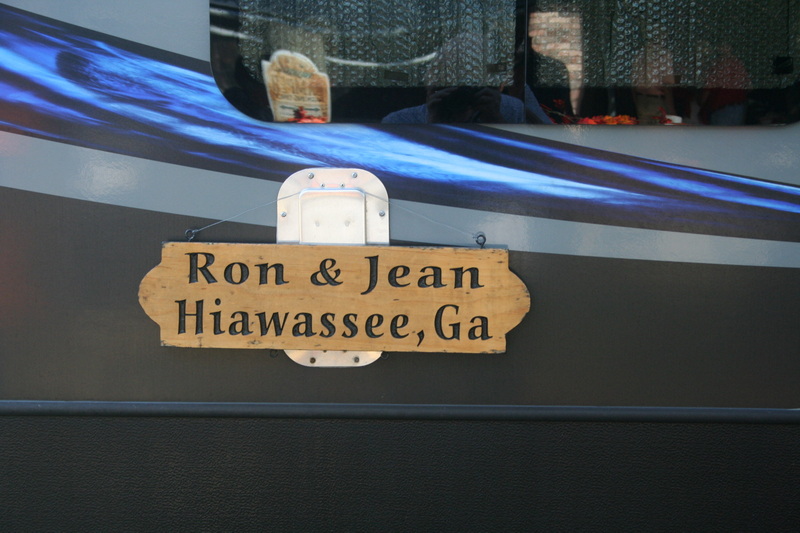 Ron & Jean
Hiawassee, Ga